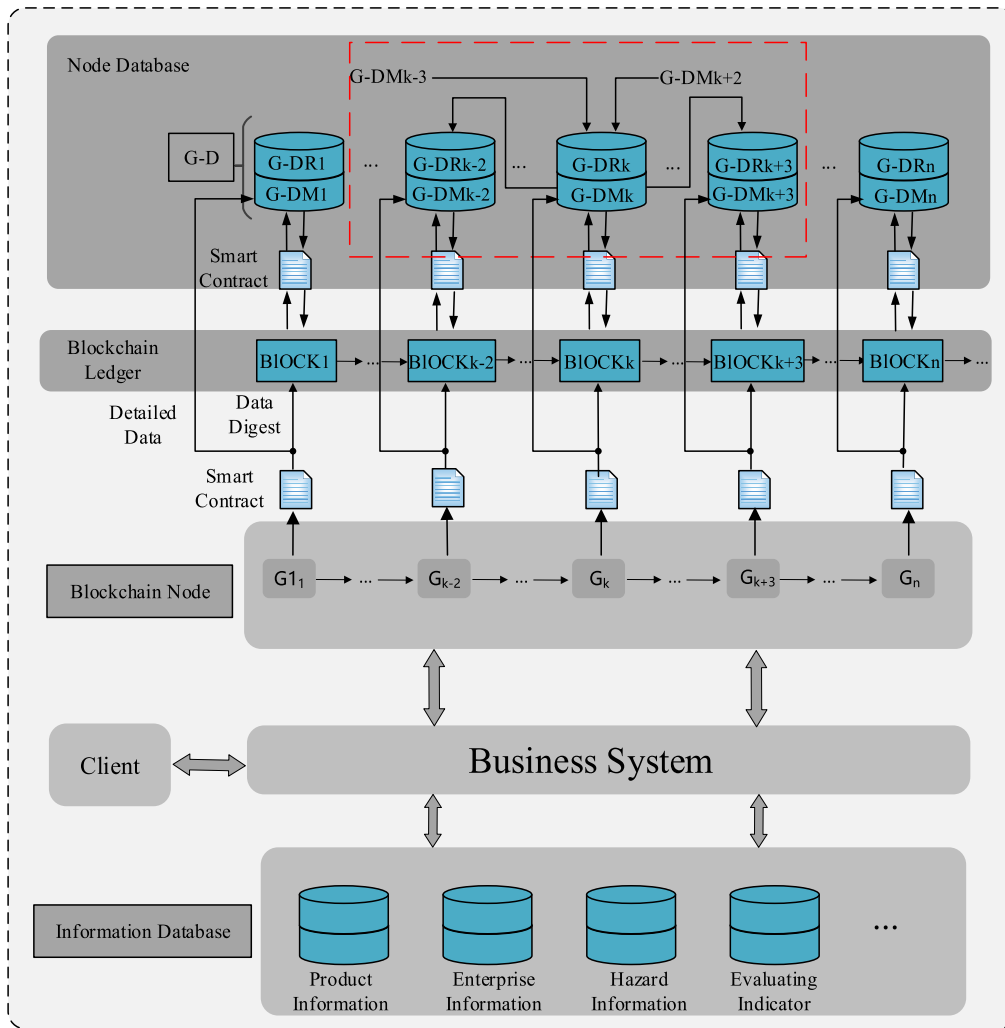 Node Database
G-DMk-3
G-DMk+2
G-D
G-DR1
G-DM1
...
G-DRk-2
G-DMk-2
...
G-DRk
G-DMk
...
G-DRk+3
G-DMk+3
...
G-DRn
G-DMn
Smart
Contract
Blockchain
Ledger
BlOCK1
...
BlOCKk-2
...
BlOCKk
...
BlOCKk+3
...
BlOCKn
...
Detailed
Data
Data
Digest
Smart
Contract
Blockchain Node
G1₁
...
Gk-2
...
Gk
...
Gk+3
...
Gn
Client
Business System
Information Database
Product
Information
Enterprise
Information
Hazard
Information
Evaluating
Indicator
...